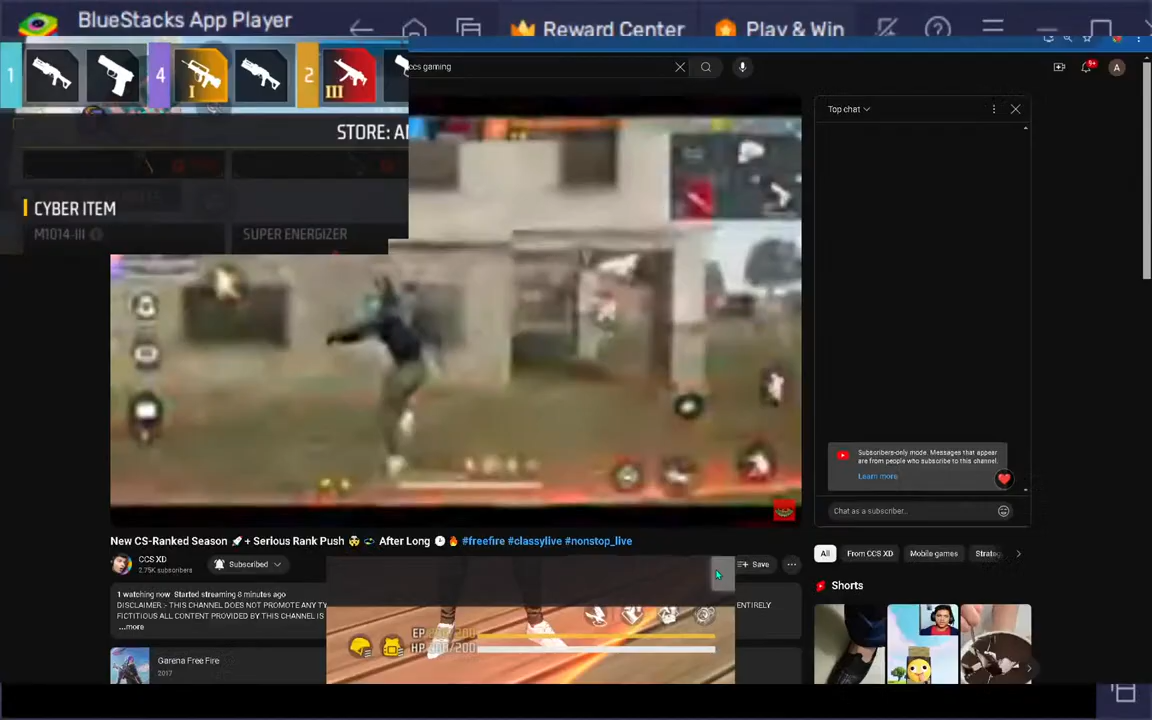 BlueStacks App Player
Reward Center
Play & Win
1
4
I
2
III
ccs gaming
9+
A
STORE:
CYBER ITEM
M1014-III
SUPER ENERGIZER
Top chat
Subscribers-only mode. Messages that appear
are from people who subscribe to this channel.
Learn more
Chat as a subscriber...
New CS-Ranked Season 🚀 + Serious Rank Push After Long 🔥 #freefire #classylive #nonstop_live
CCS XD
2.75K subscribers
Subscribed
Save
1 watching now Started streaming 8 minutes ago
DISCLAIMER:- THIS CHANNEL DOES NOT PROMOTE ANY
ENTIRELY
FICTITIOUS ALL CONTENT PROVIDED BY THIS CHANNEL IS
...more
All
From CCS XD
Mobile games
Shorts
EP
HP
Garena Free Fire
2017